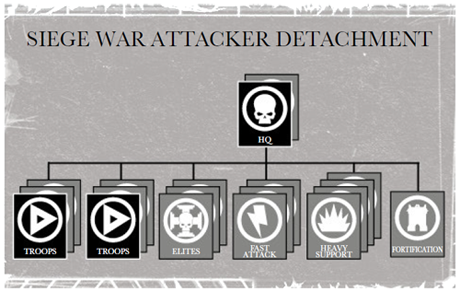 SIEGE WAR ATTACKER DETACHMENT
HQ
TROOPS
TROOPS
ELITES
FAST
ATTACK
HEAVY
SUPPORT
FORTIFICATION